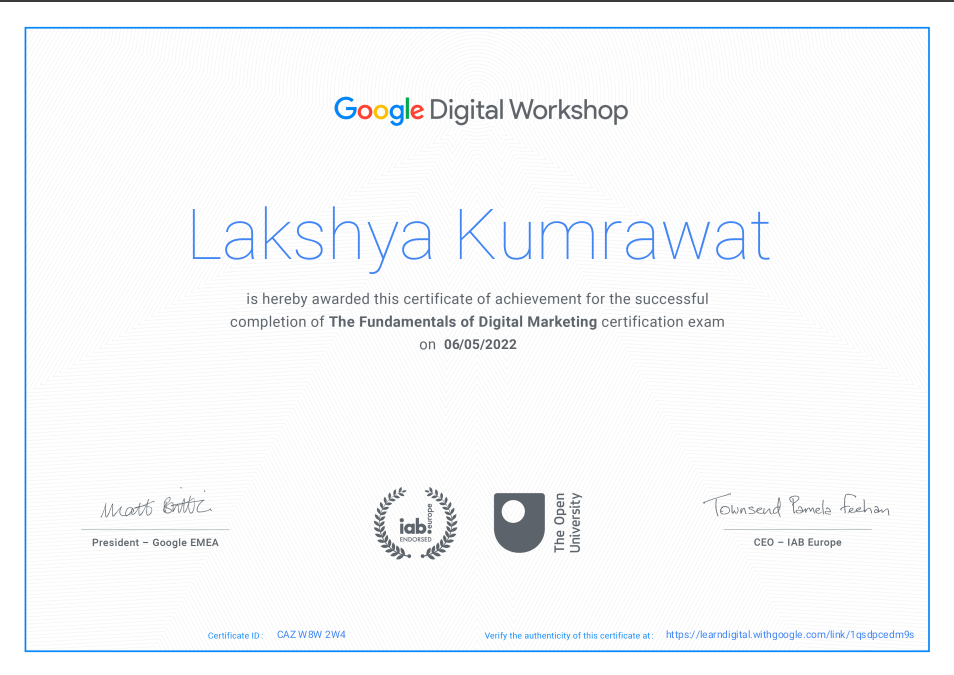 Google Digital Workshop
Lakshya Kumrawat
is hereby awarded this certificate of achievement for the successful
completion of The Fundamentals of Digital Marketing certification exam
on 06/05/2022
Matt Brittin
President – Google EMEA
iab.
europe
ENDORSED
The Open
University
Townsend Pamela Feehan
CEO – IAB Europe
Certificate ID: CAZ W8W 2W4
Verify the authenticity of this certificate at: https://learndigital.withgoogle.com/link/1qsdpcedm9s